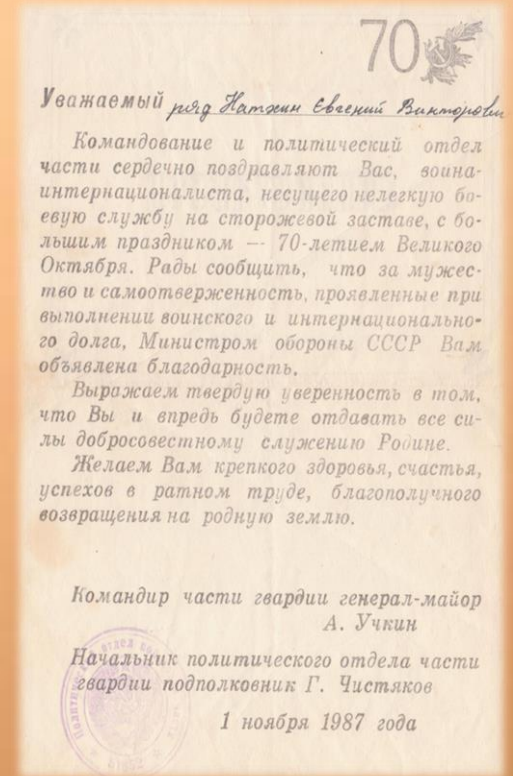 70
Уважаемый ряд Натхин Евгений Викторович
Командование и политический отдел
части сердечно поздравляют Вас, воина-
интернационалиста, несущего нелегкую бо-
евую службу на сторожевой заставе, с бо-
льшим праздником — 70-летием Великого
Октября. Рады сообщить, что за мужес-
тво и самоотверженность, проявленные при
выполнении воинского и интернационально-
го долга, Министром обороны СССР Вам
объявлена благодарность.
Выражаем твердую уверенность в том,
что Вы и впредь будете отдавать все си-
лы добросовестному служению Родине.
Желаем Вам крепкого здоровья, счастья,
успехов в ратном труде, благополучного
возвращения на родную землю.
Командир части гвардии генерал-майор
А. Учкин
Начальник политического отдела части
гвардии подполковник Г. Чистяков
1 ноября 1987 года